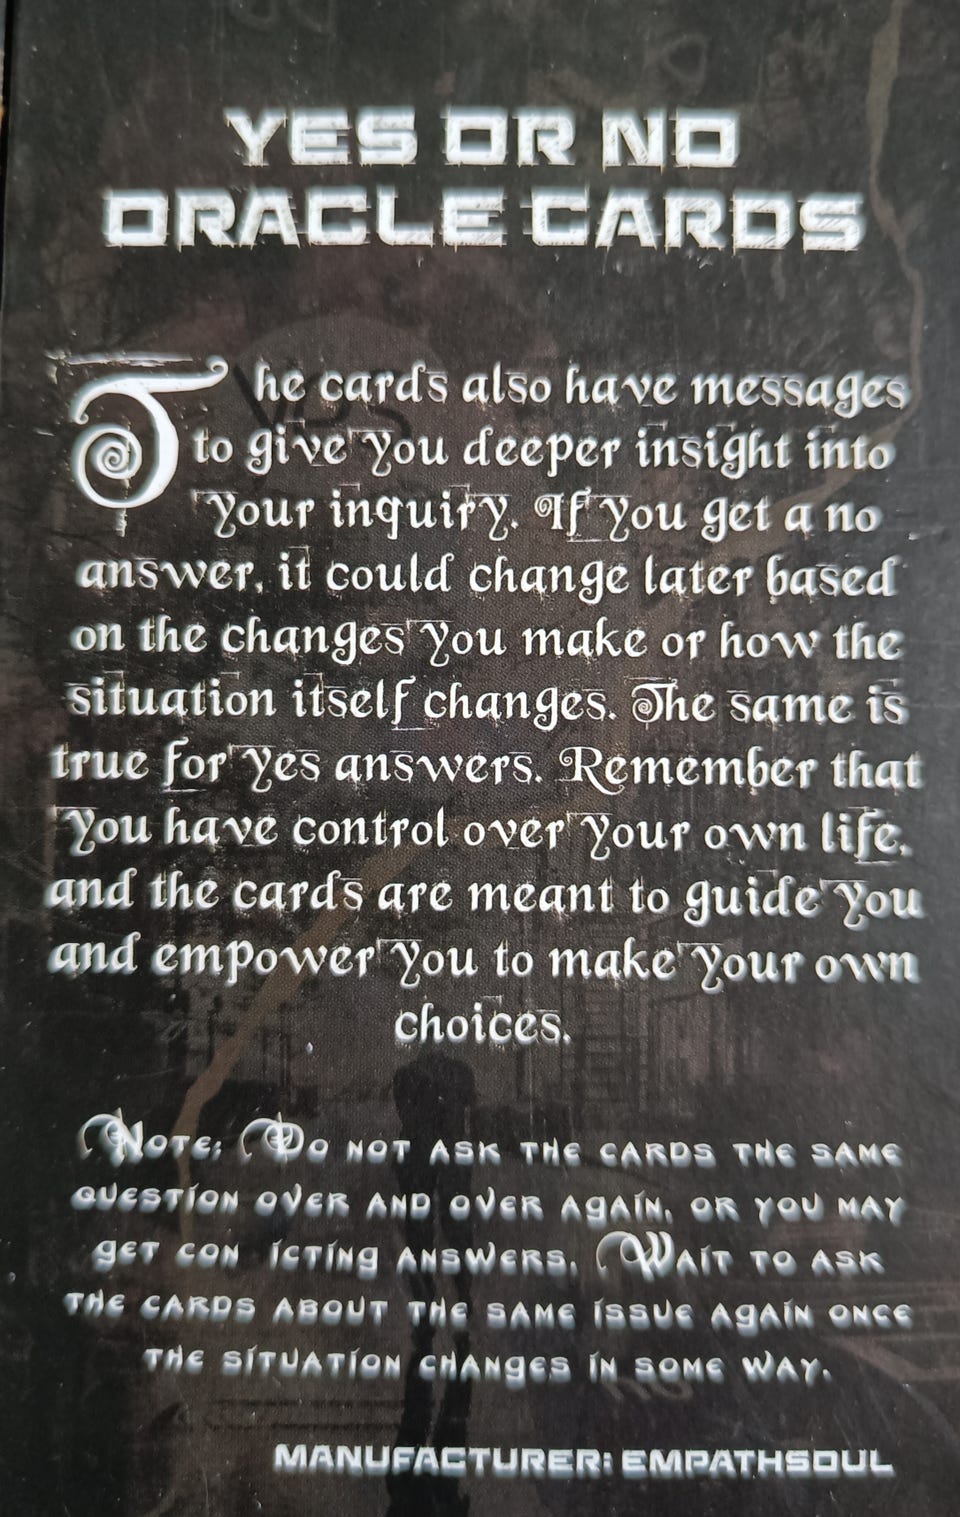 YES OR NO
ORACLE CARDS
The cards also have messages
to give you deeper insight into
your inquiry. If you get a no
answer, it could change later based
on the changes you make or how the
situation itself changes. The same is
true for yes answers. Remember that
you have control over your own life,
and the cards are meant to guide you
and empower you to make your own
choices.
Note: Do not ask the cards the same
question over and over again, or you may
get con icting answers. Wait to ask
the cards about the same issue again once
the situation changes in some way.
MANUFACTURER: EMPATHSOUL